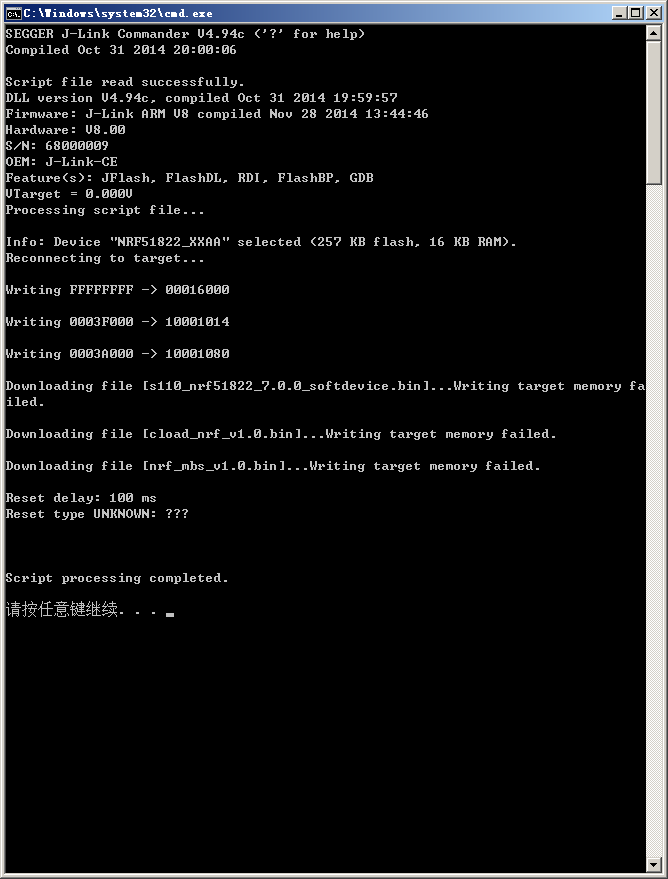 C:\Windows\system32\cmd.exe
SEGGER J-Link Commander V4.94c ('?' for help)
Compiled Oct 31 2014 20:00:06
Script file read successfully.
DLL version V4.94c, compiled Oct 31 2014 19:59:57
Firmware: J-Link ARM V8 compiled Nov 28 2014 13:44:46
Hardware: V8.00
S/N: 68000009
OEM: J-Link-CE
Feature(s): JFlash, FlashDL, RDI, FlashBP, GDB
VTarget = 0.000V
Processing script file...
Info: Device "NRF51822_XXAA" selected (257 KB flash, 16 KB RAM).
Reconnecting to target...
Writing FFFFFFFF -> 00016000
Writing 0003F000 -> 10001014
Writing 0003A000 -> 10001080
Downloading file [s110_nrf51822_7.0.0_softdevice.bin]...Writing target memory fa
iled.
Downloading file [cload_nrf_v1.0.bin]...Writing target memory failed.
Downloading file [nrf_mbs_v1.0.bin]...Writing target memory failed.
Reset delay: 100 ms
Reset type UNKNOWN: ???
Script processing completed.
请按任意键继续. . .